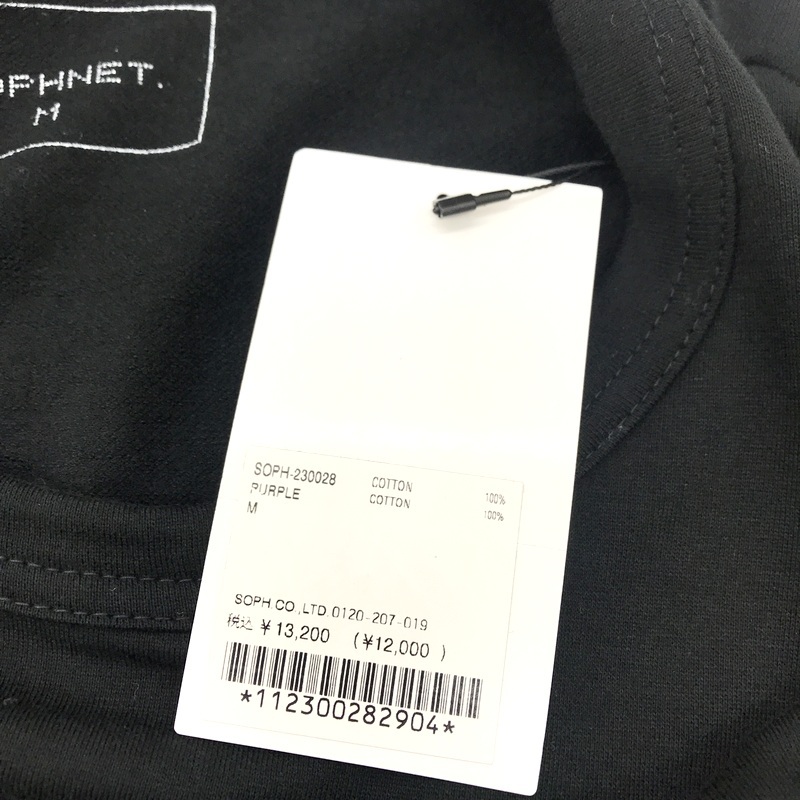 OPHNET.
M
SOPH-230028 COTTON 100%
PURPLE COTTON 100%
M
SOPH.CO.,LTD.0120-207-019
税込 ¥13,200 (¥12,000 )
*112300282904*